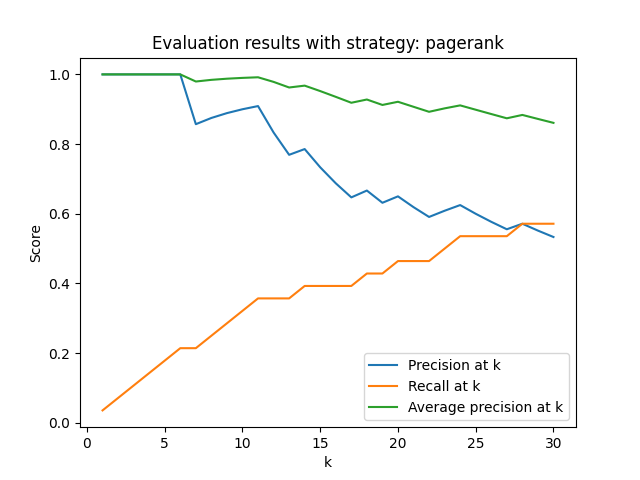 Evaluation results with strategy: pagerank
Score
1.0
0.8
0.6
0.4
0.2
0.0
0 5 10 15 20 25 30
k
Precision at k
Recall at k
Average precision at k